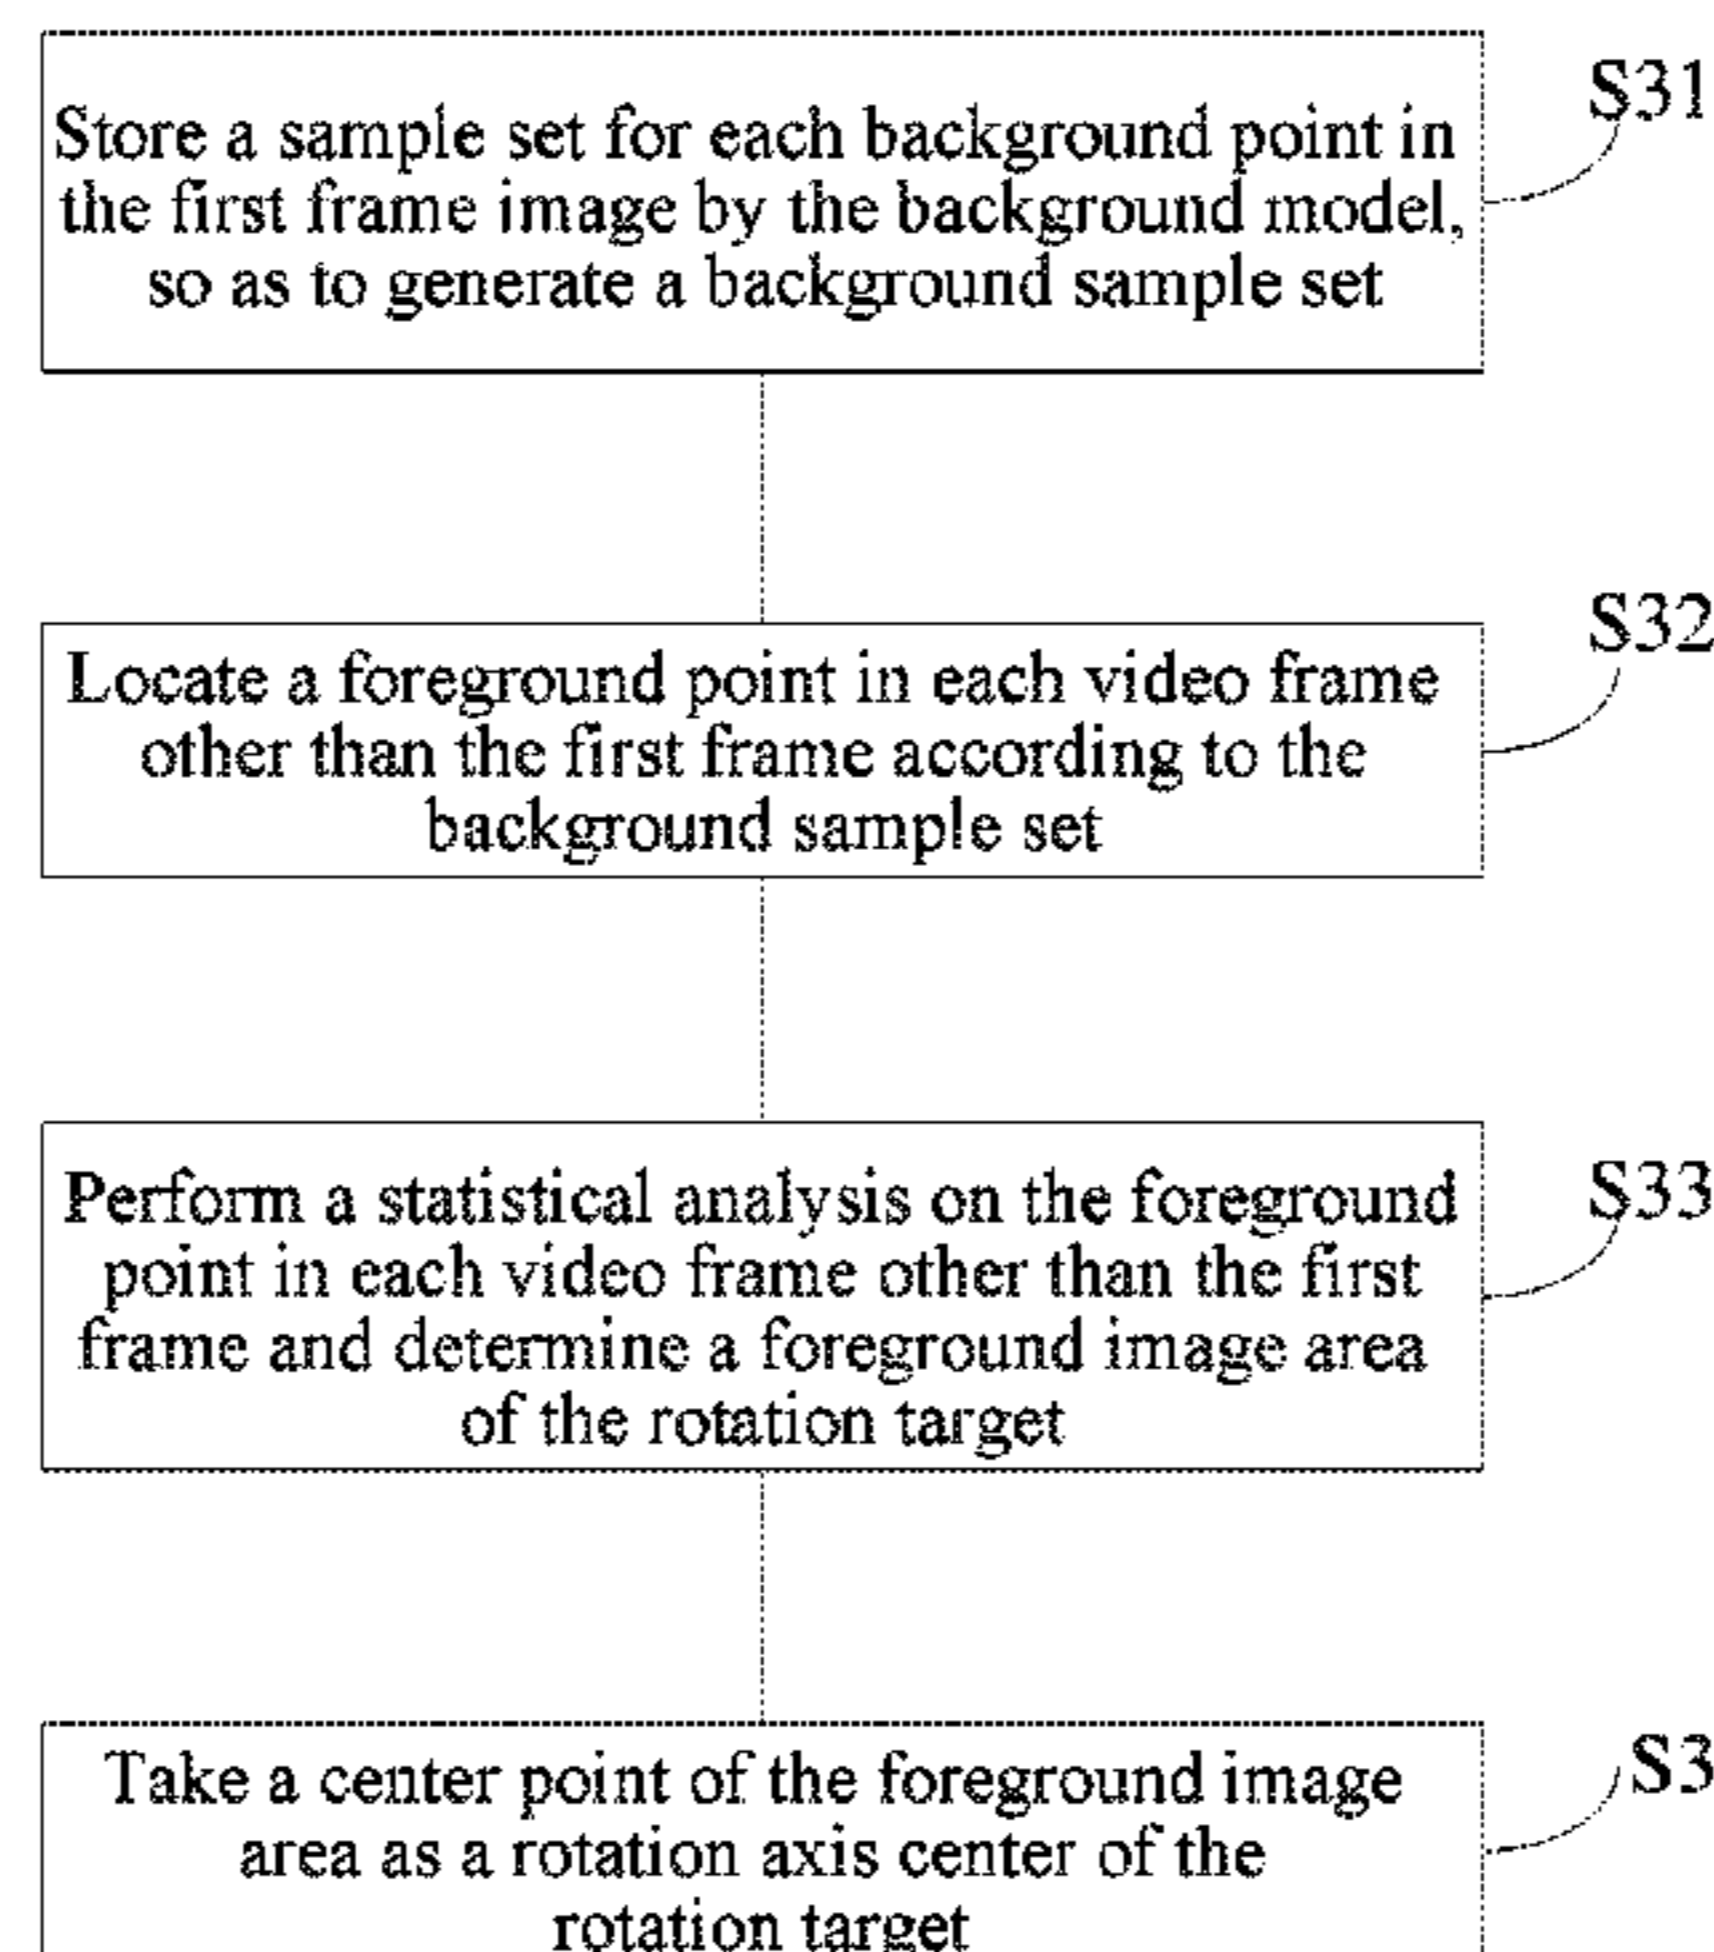 Store a sample set for each background point in
the first frame image by the background model,
so as to generate a background sample set
S31
Locate a foreground point in each video frame
other than the first frame according to the
background sample set
S32
Perform a statistical analysis on the foreground
point in each video frame other than the first
frame and determine a foreground image area
of the rotation target
S33
Take a center point of the foreground image
area as a rotation axis center of the
rotation target
S3